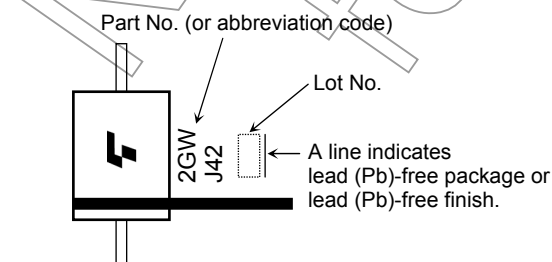 Part No. (or abbreviation code)
Lot No.
2GW
J42
A line indicates
lead (Pb)-free package or
lead (Pb)-free finish.